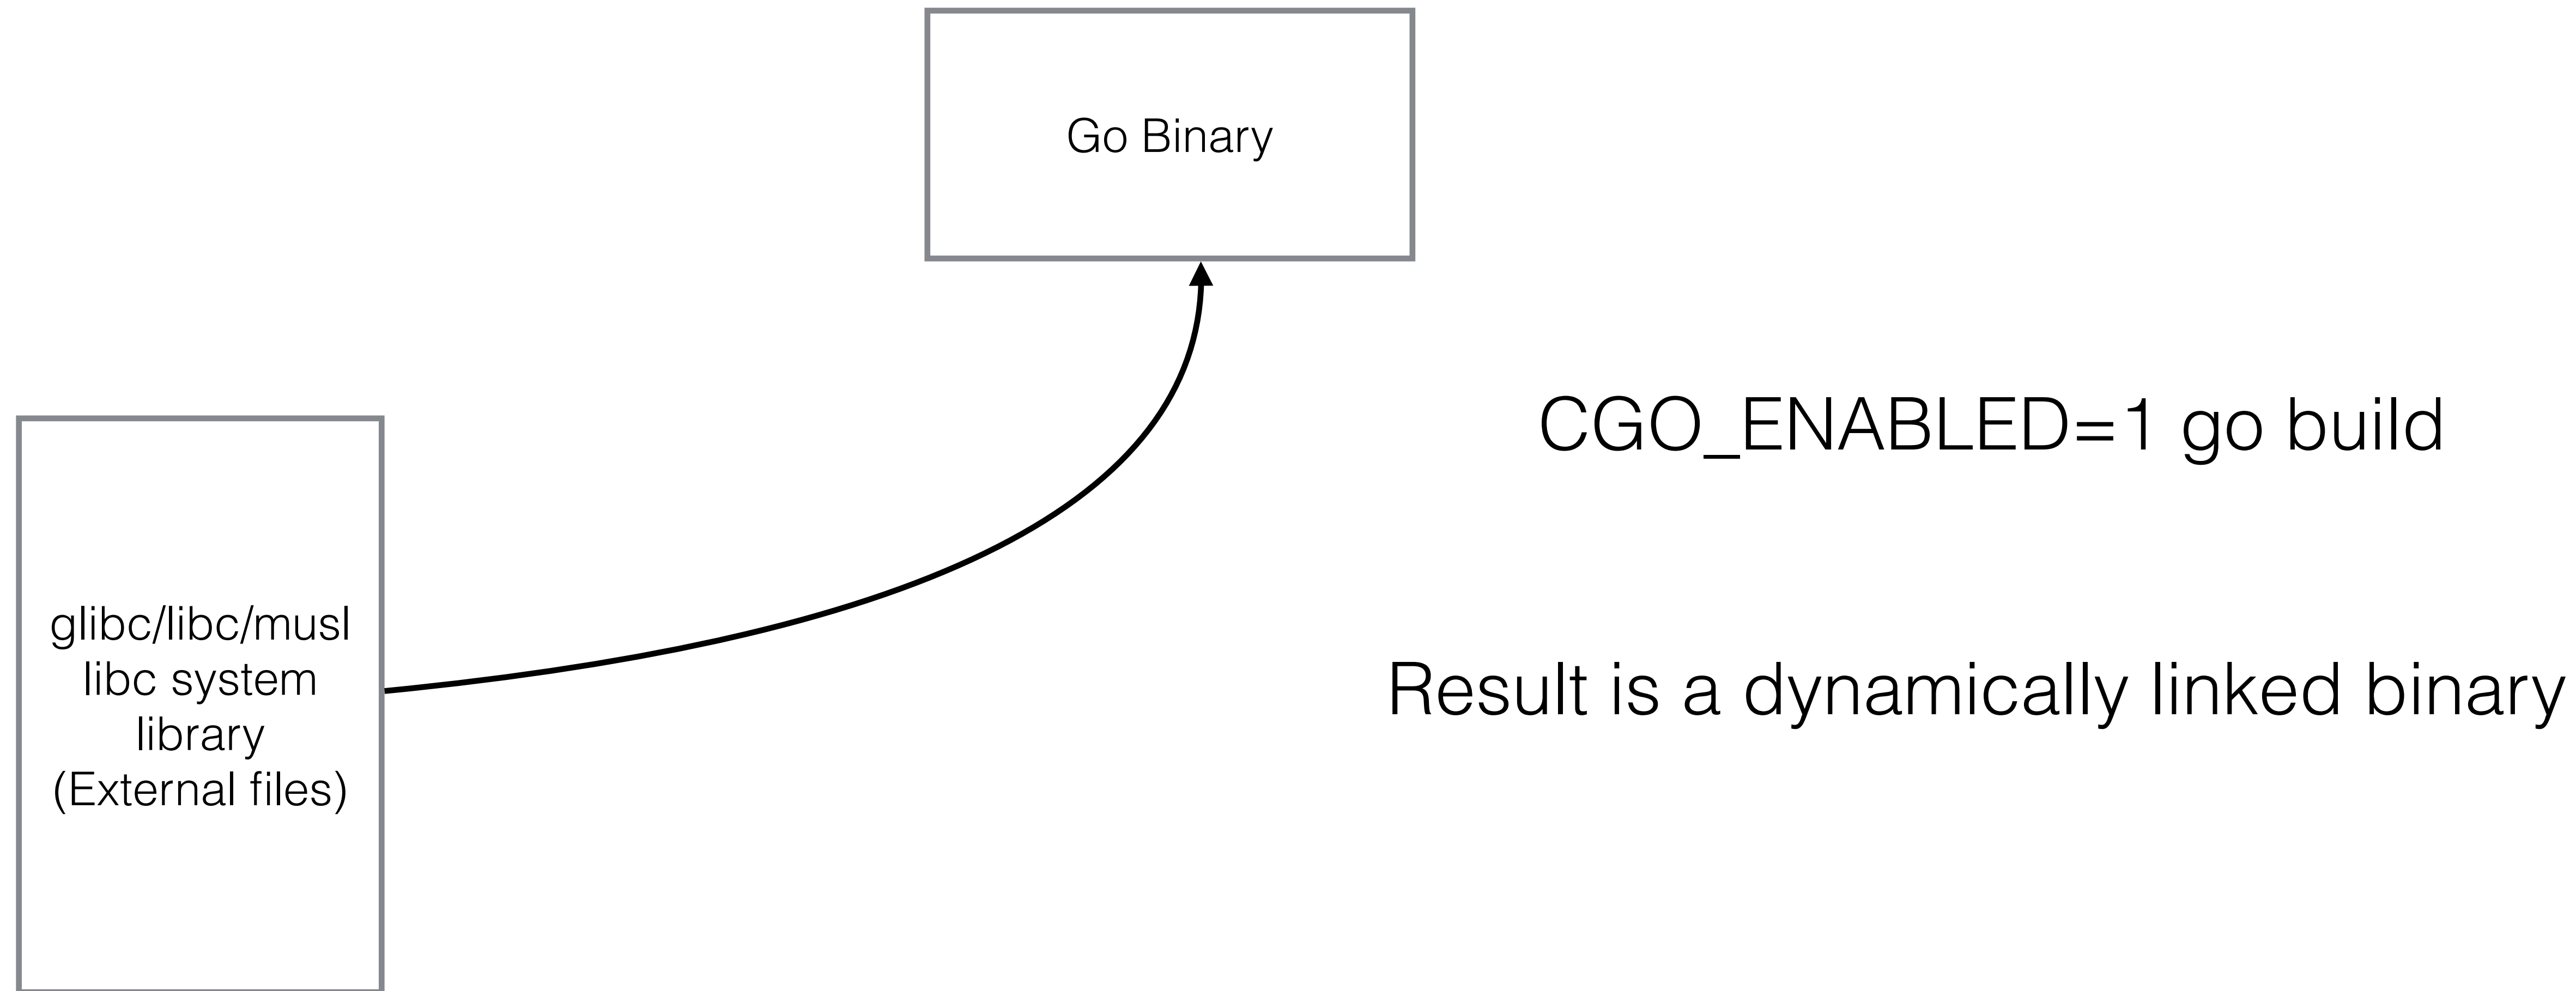 Go Binary
CGO_ENABLED=1 go build
glibc/libc/musl
libc system
library
(External files)
Result is a dynamically linked binary